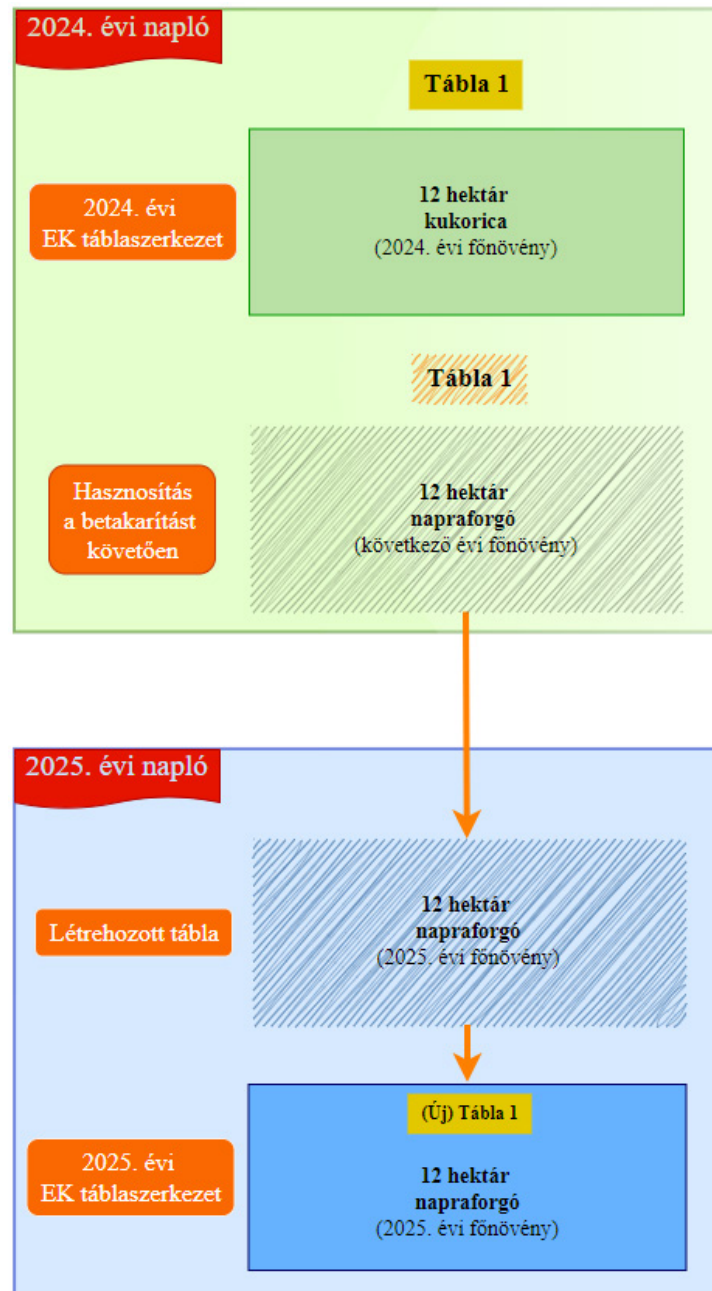 2024. évi napló
Tábla 1
2024. évi
EK táblaszerkezet
12 hektár
kukorica
(2024. évi főnövény)
Tábla 1
Hasznosítás
a betakarítást
követően
12 hektár
napraforgó
(következő évi főnövény)
2025. évi napló
Létrehozott tábla
12 hektár
napraforgó
(2025. évi főnövény)
(Új) Tábla 1
2025. évi
EK táblaszerkezet
12 hektár
napraforgó
(2025. évi főnövény)